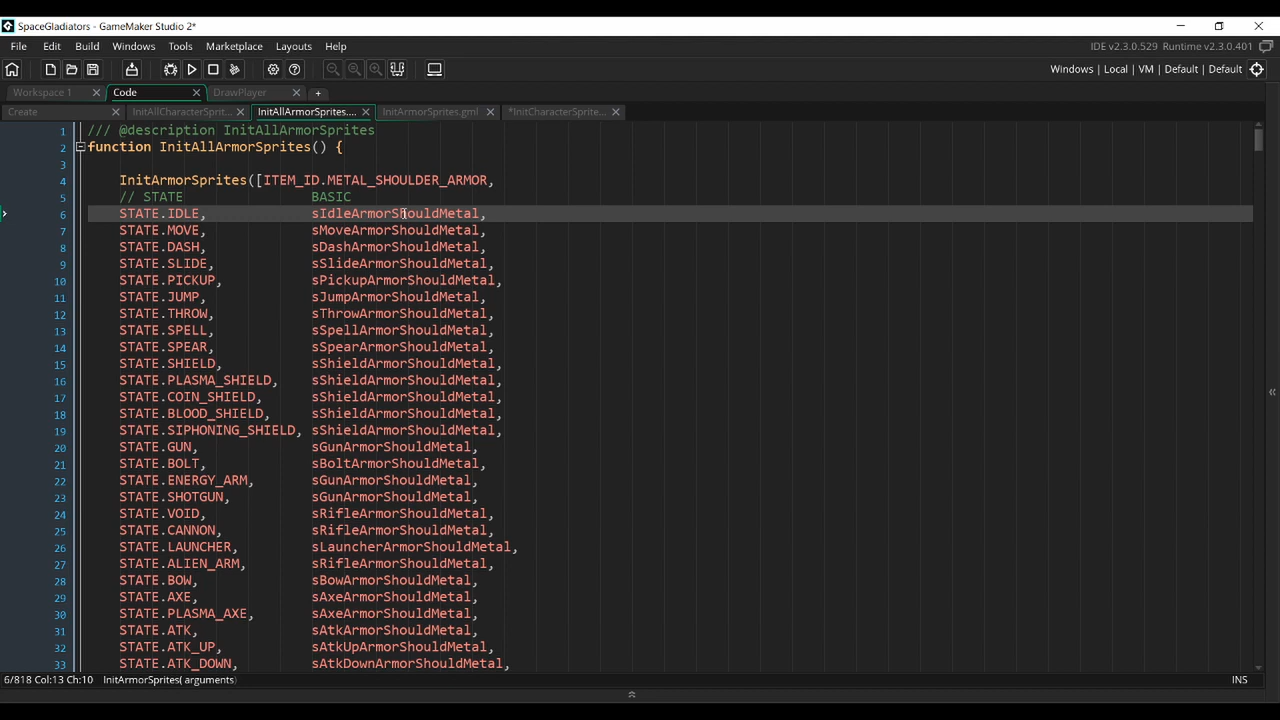 SpaceGladiators - GameMaker Studio 2*
File Edit Build Windows Tools Marketplace Layouts Help
IDE v2.3.0.529 Runtime v2.3.0.401
Windows | Local | VM | Default | Default
Workspace 1 Code DrawPlayer +
Create InitAllCharacterSprit... InitAllArmorSprites.... InitArmorSprites.gml *InitCharacterSprite...
1 /// @description InitAllArmorSprites
2 function InitAllArmorSprites() {
3
4 InitArmorSprites([ITEM_ID.METAL_SHOULDER_ARMOR,
5 // STATE BASIC
6 STATE.IDLE, sIdleArmorShouldMetal,
7 STATE.MOVE, sMoveArmorShouldMetal,
8 STATE.DASH, sDashArmorShouldMetal,
9 STATE.SLIDE, sSlideArmorShouldMetal,
10 STATE.PICKUP, sPickupArmorShouldMetal,
11 STATE.JUMP, sJumpArmorShouldMetal,
12 STATE.THROW, sThrowArmorShouldMetal,
13 STATE.SPELL, sSpellArmorShouldMetal,
14 STATE.SPEAR, sSpearArmorShouldMetal,
15 STATE.SHIELD, sShieldArmorShouldMetal,
16 STATE.PLASMA_SHIELD, sShieldArmorShouldMetal,
17 STATE.COIN_SHIELD, sShieldArmorShouldMetal,
18 STATE.BLOOD_SHIELD, sShieldArmorShouldMetal,
19 STATE.SIPHONING_SHIELD, sShieldArmorShouldMetal,
20 STATE.GUN, sGunArmorShouldMetal,
21 STATE.BOLT, sBoltArmorShouldMetal,
22 STATE.ENERGY_ARM, sGunArmorShouldMetal,
23 STATE.SHOTGUN, sGunArmorShouldMetal,
24 STATE.VOID, sRifleArmorShouldMetal,
25 STATE.CANNON, sRifleArmorShouldMetal,
26 STATE.LAUNCHER, sLauncherArmorShouldMetal,
27 STATE.ALIEN_ARM, sRifleArmorShouldMetal,
28 STATE.BOW, sBowArmorShouldMetal,
29 STATE.AXE, sAxeArmorShouldMetal,
30 STATE.PLASMA_AXE, sAxeArmorShouldMetal,
31 STATE.ATK, sAtkArmorShouldMetal,
32 STATE.ATK_UP, sAtkUpArmorShouldMetal,
33 STATE.ATK_DOWN, sAtkDownArmorShouldMetal,
6/818 Col:13 Ch:10 InitArmorSprites( arguments) INS